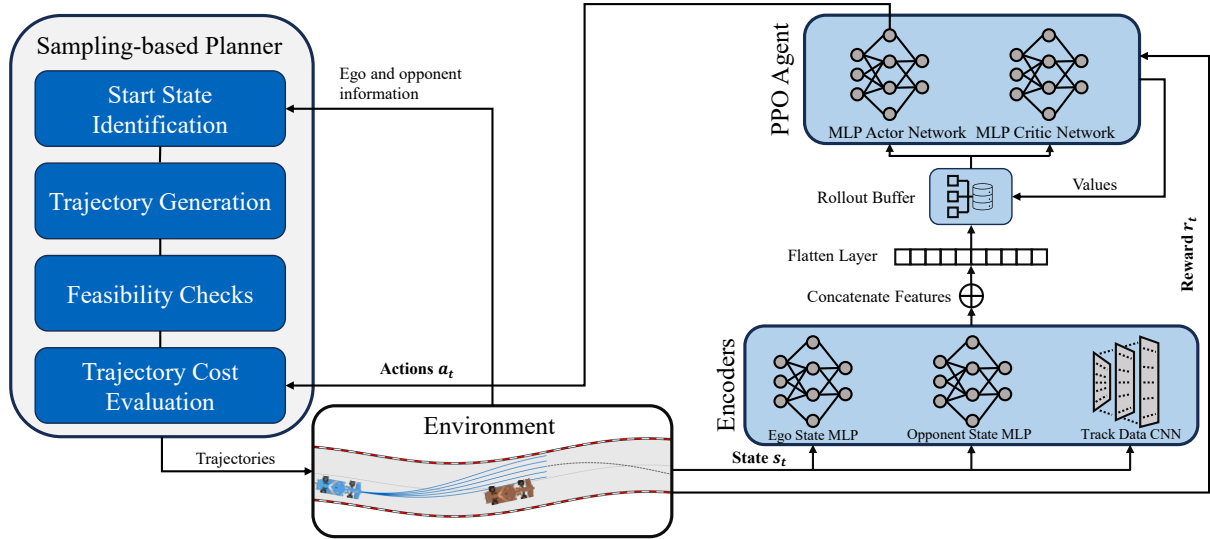 Sampling-based Planner
Start State
Identification
Trajectory Generation
Feasibility Checks
Trajectory Cost
Evaluation
Trajectories
Ego and opponent
information
Actions a_t
Environment
PPO Agent
MLP Actor Network
MLP Critic Network
Rollout Buffer
Values
Flatten Layer
Concatenate Features
Reward r_t
Encoders
Ego State MLP
Opponent State MLP
Track Data CNN
State s_t